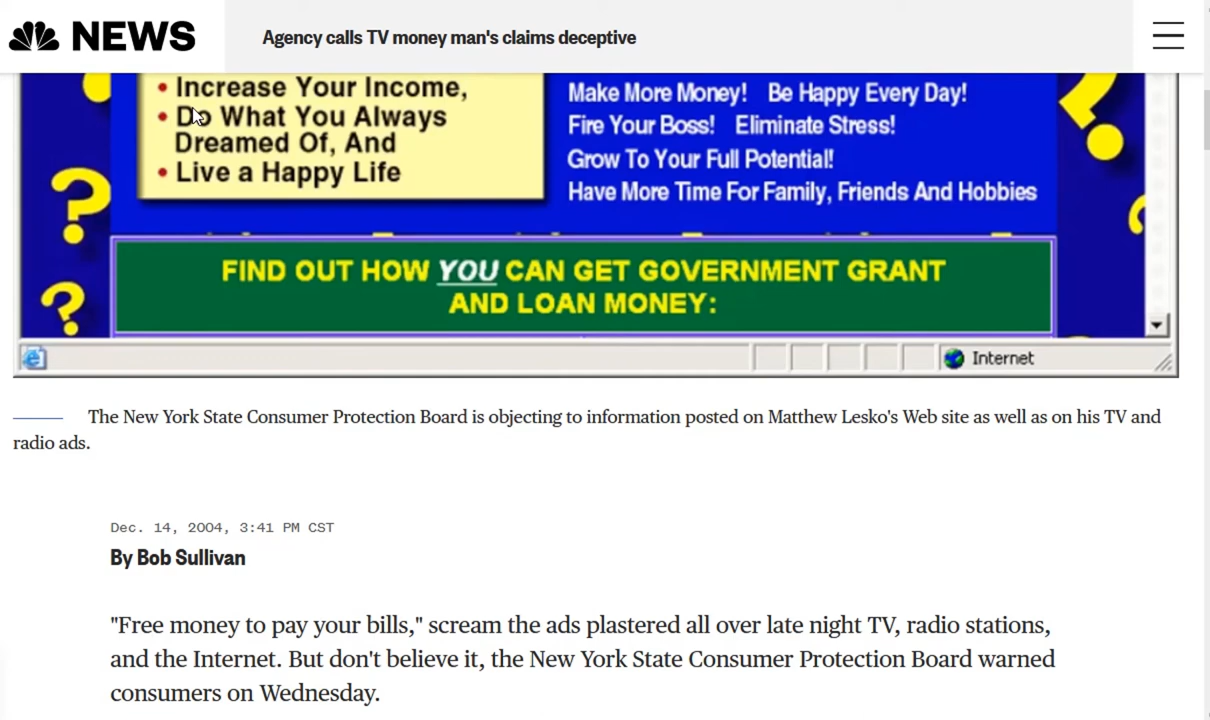 NEWS
Agency calls TV money man's claims deceptive
• Increase Your Income,
• Do What You Always
Dreamed Of, And
• Live a Happy Life
Make More Money! Be Happy Every Day!
Fire Your Boss! Eliminate Stress!
Grow To Your Full Potential!
Have More Time For Family, Friends And Hobbies
FIND OUT HOW YOU CAN GET GOVERNMENT GRANT
AND LOAN MONEY:
Internet
The New York State Consumer Protection Board is objecting to information posted on Matthew Lesko's Web site as well as on his TV and
radio ads.
Dec. 14, 2004, 3:41 PM CST
By Bob Sullivan
"Free money to pay your bills," scream the ads plastered all over late night TV, radio stations,
and the Internet. But don't believe it, the New York State Consumer Protection Board warned
consumers on Wednesday.